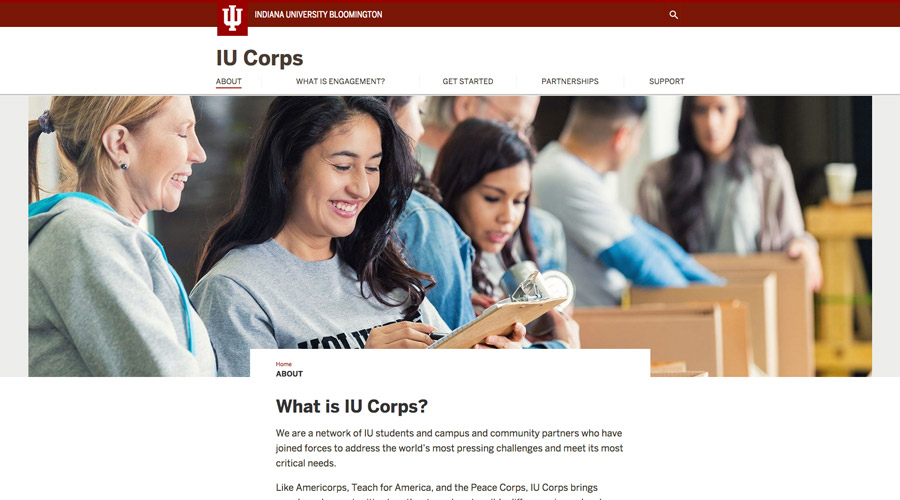 INDIANA UNIVERSITY BLOOMINGTON
IU Corps
ABOUT WHAT IS ENGAGEMENT? GET STARTED PARTNERSHIPS SUPPORT
Home
ABOUT
What is IU Corps?
We are a network of IU students and campus and community partners who have
joined forces to address the world's most pressing challenges and meet its most
critical needs.
Like Americorps, Teach for America, and the Peace Corps, IU Corps brings